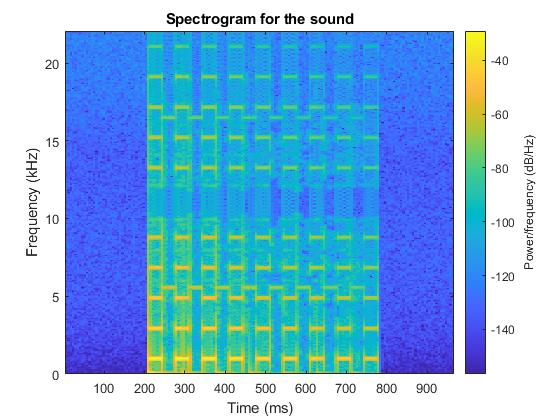 Spectrogram for the sound
20
15
10
5
0
Frequency (kHz)
100 200 300 400 500 600 700 800 900
Time (ms)
-40
-60
-80
-100
-120
-140
Power/frequency (dB/Hz)